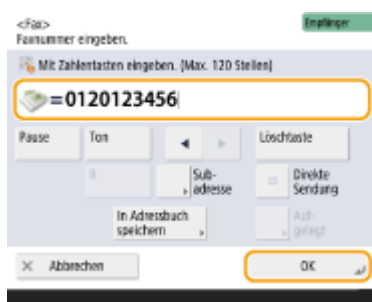 <Fax>
Empfänger
Faxnummer eingeben.
Mit Zahlentasten eingeben. (Max. 120 Stellen)
=0120123456
Pause
Ton
Löschtaste
R
Sub-
adresse
Direkte
Sendung
In Adressbuch
speichern
Auf-
gelegt
× Abbrechen
OK